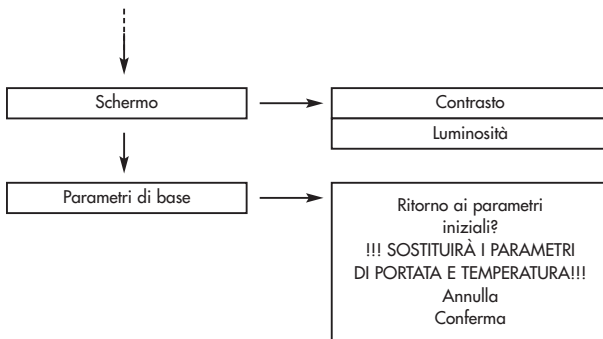 Schermo
Contrasto
Luminosità
Parametri di base
Ritorno ai parametri
iniziali?
!!! SOSTITUIRÀ I PARAMETRI
DI PORTATA E TEMPERATURA!!!
Annulla
Conferma